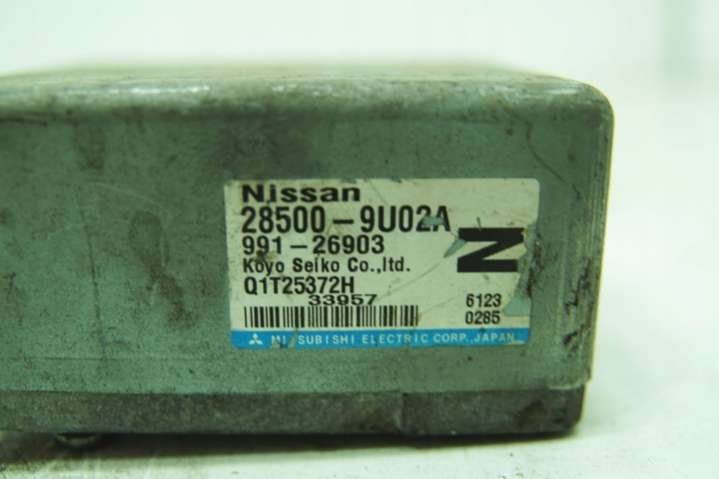 Nissan
28500-9U02A
991-26903
Koyo Seiko Co.,ltd.
Q1T25372H
N
33957
6123
0285
MITSUBISHI ELECTRIC CORP., JAPAN